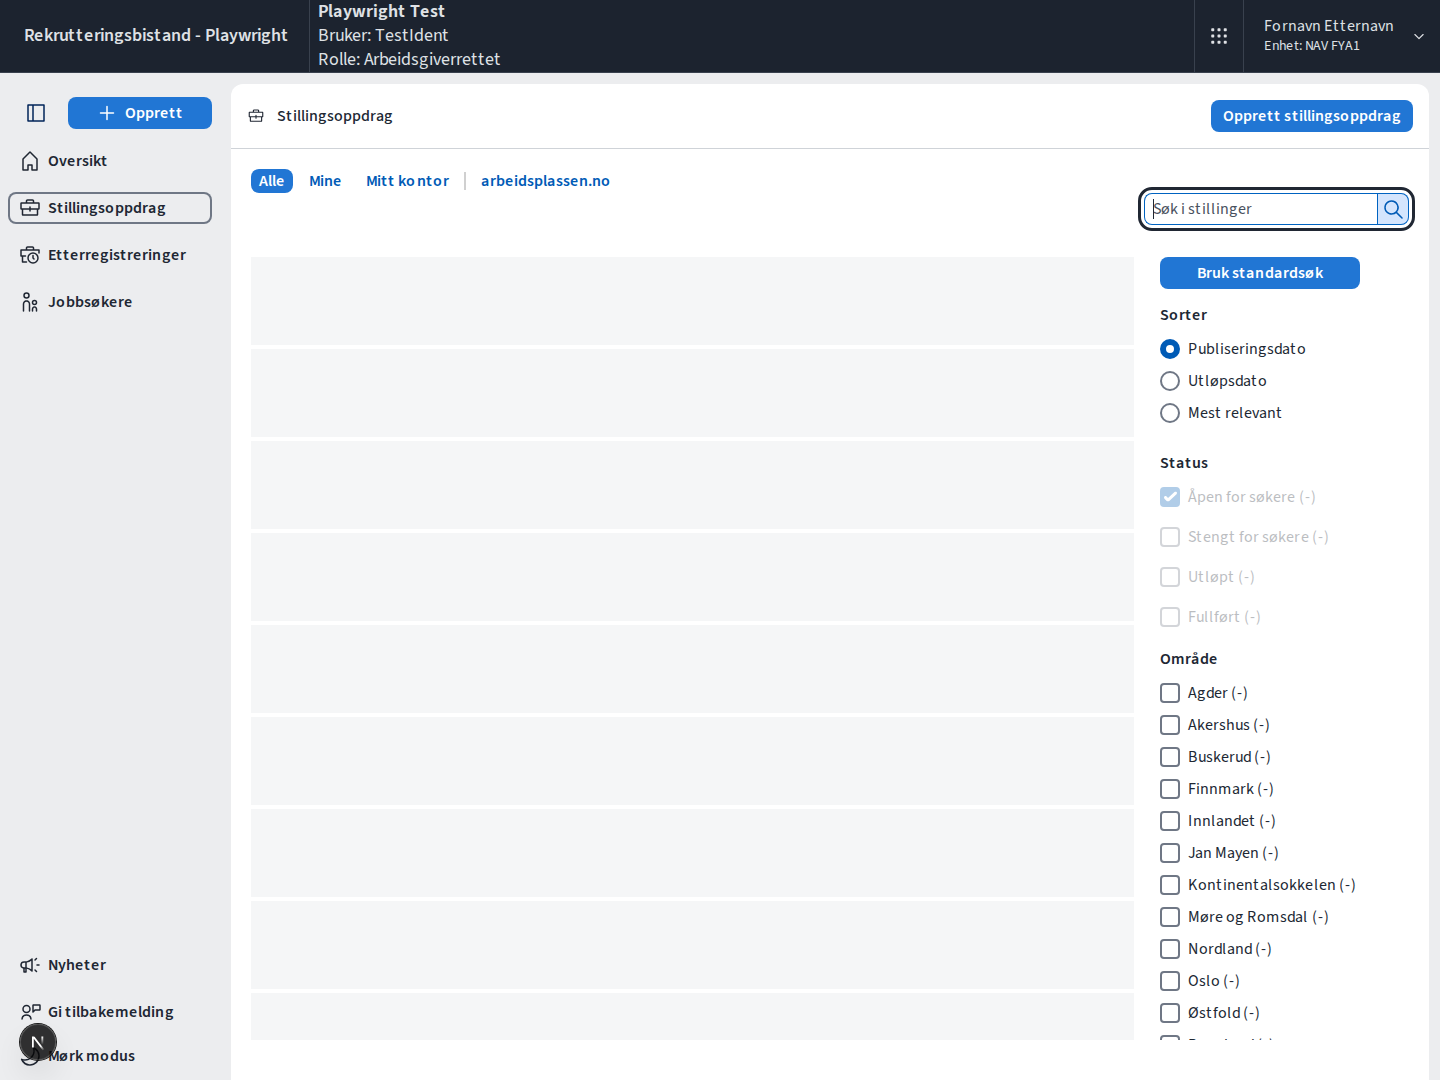 Rekrutteringsbistand - Playwright
Playwright Test
Bruker: TestIdent
Rolle: Arbeidsgiverrettet
Fornavn Etternavn
Enhet: NAV FYA1
Opprett
Oversikt
Stillingsoppdrag
Etterregistreringer
Jobbsøkere
Nyheter
Gi tilbakemelding
Mørk modus
N
Stillingsoppdrag
Opprett stillingsoppdrag
Alle
Mine
Mitt kontor
arbeidsplassen.no
Søk i stillinger
Bruk standardsøk
Sorter
Publiseringsdato
Utløpsdato
Mest relevant
Status
Åpen for søkere (-)
Stengt for søkere (-)
Utløpt (-)
Fullført (-)
Område
Agder (-)
Akershus (-)
Buskerud (-)
Finnmark (-)
Innlandet (-)
Jan Mayen (-)
Kontinentalsokkelen (-)
Møre og Romsdal (-)
Nordland (-)
Oslo (-)
Østfold (-)